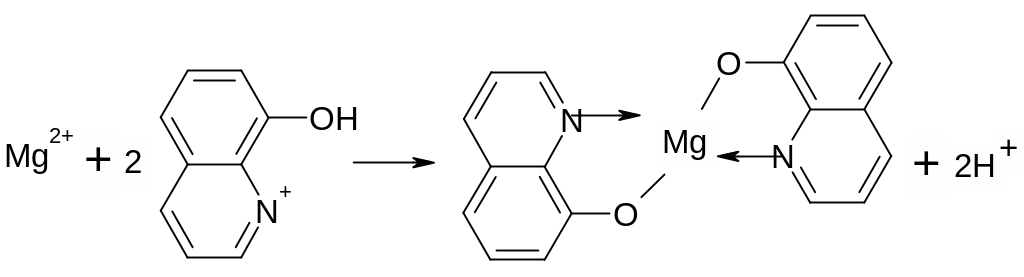 Mg2+ + 2 OH N+ N O Mg O N + 2H+